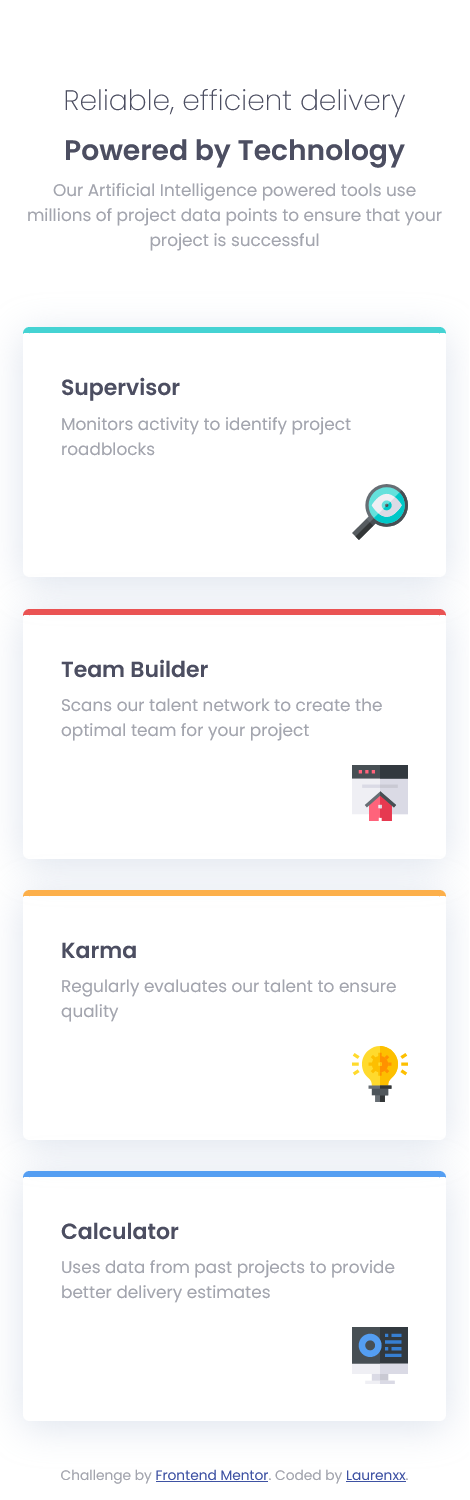 Reliable, efficient delivery
Powered by Technology
Our Artificial Intelligence powered tools use
millions of project data points to ensure that your
project is successful
Supervisor
Monitors activity to identify project
roadblocks
Team Builder
Scans our talent network to create the
optimal team for your project
Karma
Regularly evaluates our talent to ensure
quality
Calculator
Uses data from past projects to provide
better delivery estimates
Challenge by Frontend Mentor. Coded by Laurenxx.